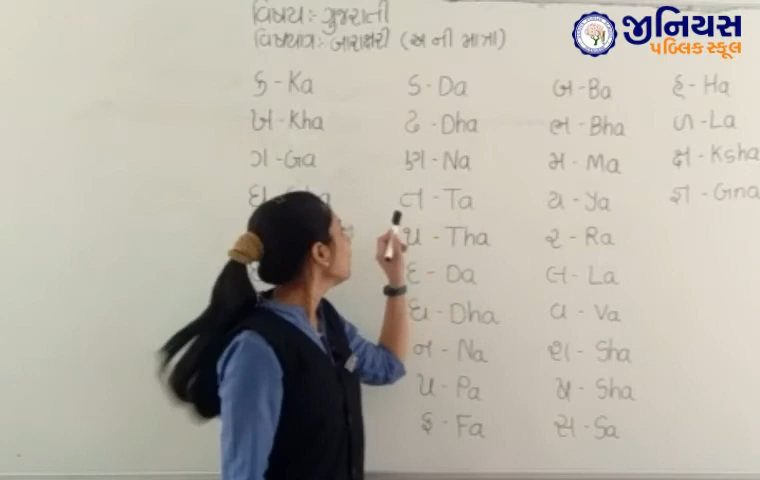 જીનિયસ
પબ્લિક સ્કૂલ
વિષય:- ગુજરાતી
વિષયાંગ:- બારાક્ષરી (અ ની માત્રા)
ક - Ka
ખ - Kha
ગ - Ga
ઘ
ડ - Da
ઢ - Dha
ણ - Na
ત - Ta
થ - Tha
દ - Da
ધ - Dha
ન - Na
પ - Pa
ફ - Fa
બ - Ba
ભ - Bha
મ - Ma
ય - Ya
ર - Ra
લ - La
વ - Va
શ - Sha
ષ - Sha
સ - Sa
હ - Ha
ળ - La
ક્ષ - Ksha
જ્ઞ - Gna